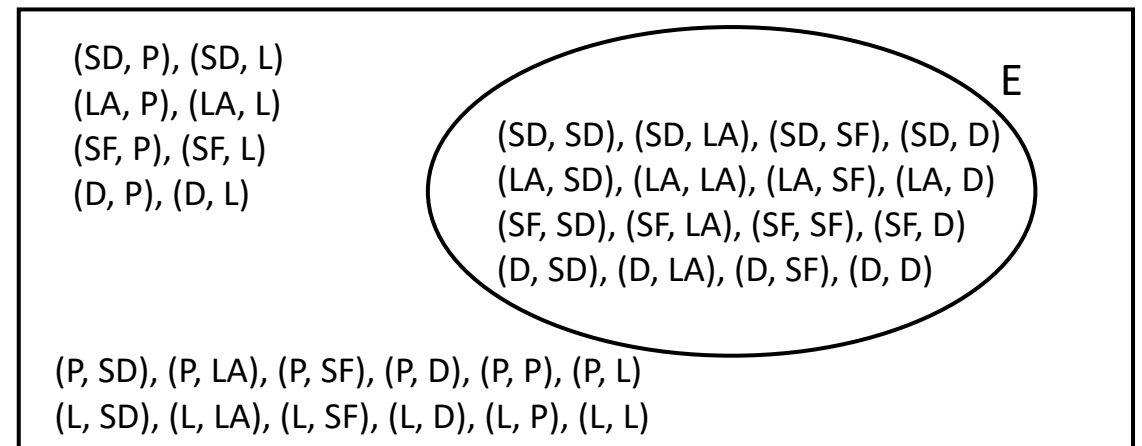 (SD, P), (SD, L)
(LA, P), (LA, L)
(SF, P), (SF, L)
(D, P), (D, L)
E
(SD, SD), (SD, LA), (SD, SF), (SD, D)
(LA, SD), (LA, LA), (LA, SF), (LA, D)
(SF, SD), (SF, LA), (SF, SF), (SF, D)
(D, SD), (D, LA), (D, SF), (D, D)
(P, SD), (P, LA), (P, SF), (P, D), (P, P), (P, L)
(L, SD), (L, LA), (L, SF), (L, D), (L, P), (L, L)